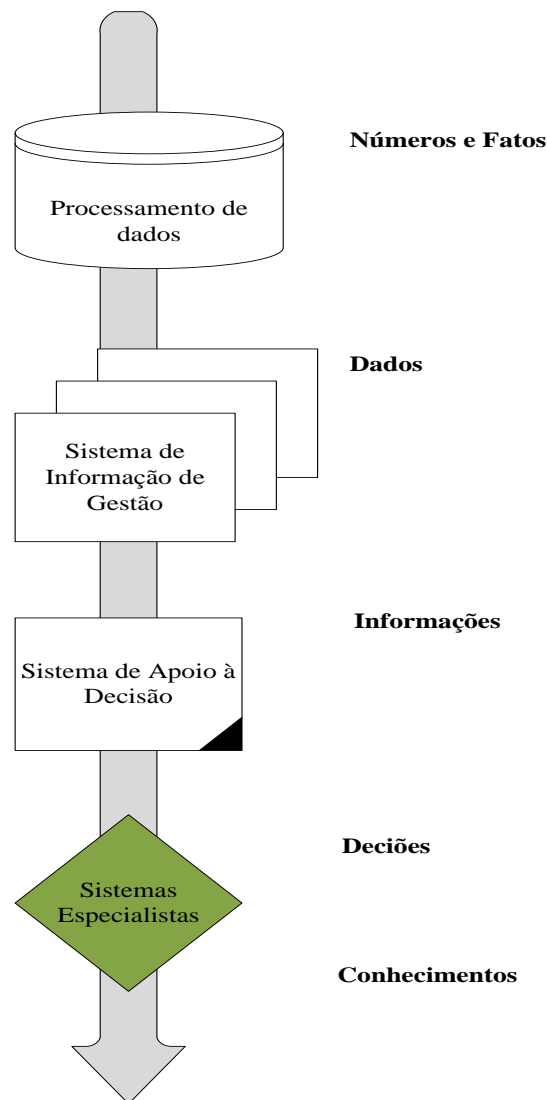 Números e Fatos
Processamento de
dados
Dados
Sistema de
Informação de
Gestão
Informações
Sistema de Apoio à
Decisão
Deciões
Sistemas
Especialistas
Conhecimentos